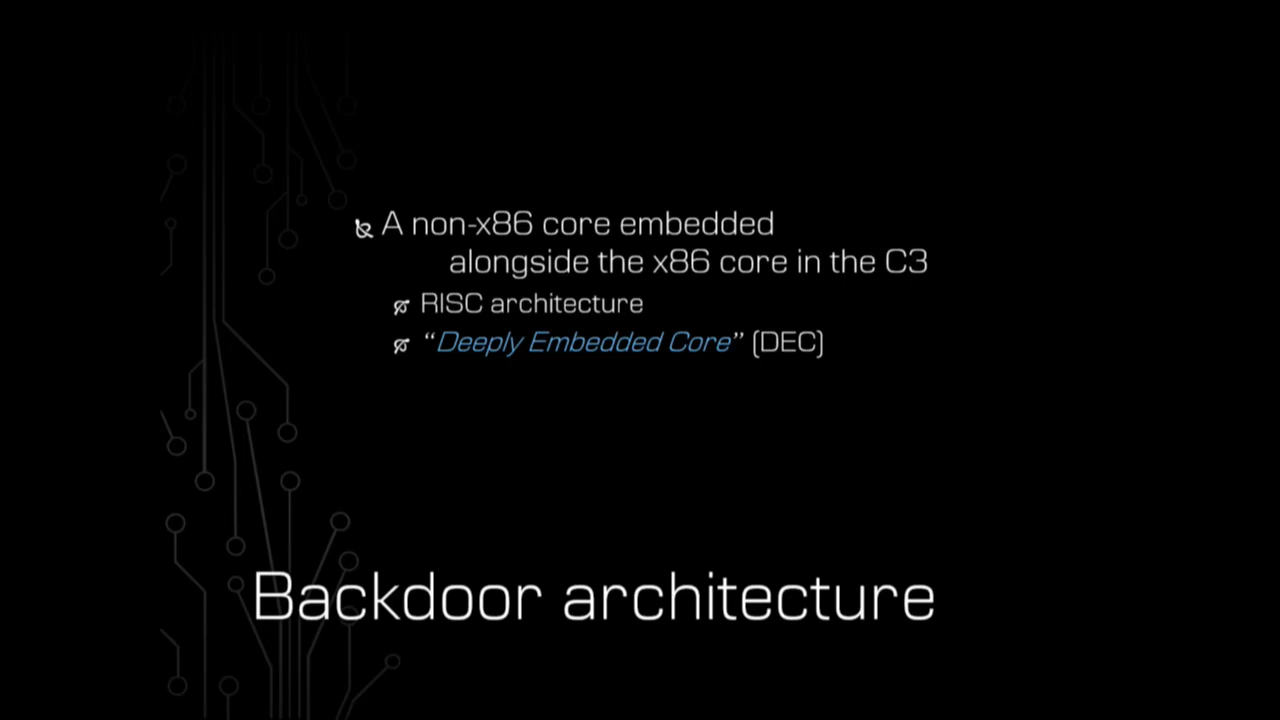 A non-x86 core embedded
alongside the x86 core in the C3
RISC architecture
“Deeply Embedded Core” (DEC)
Backdoor architecture